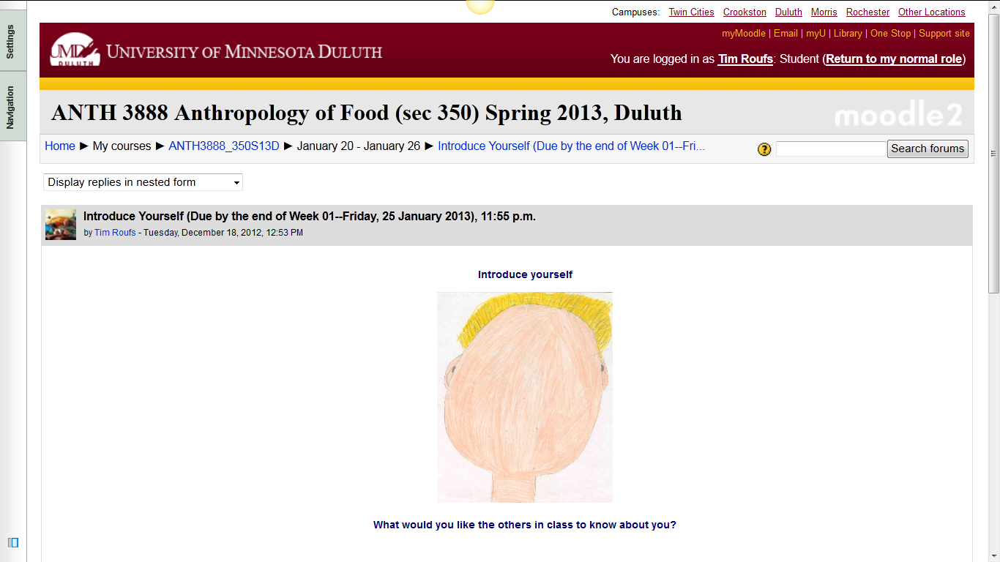 Campuses: Twin Cities Crookston Duluth Morris Rochester Other Locations
Settings
Navigation
myMoodle | Email | myU | Library | One Stop | Support site
UMD
DULUTH
UNIVERSITY OF MINNESOTA DULUTH
You are logged in as Tim Roufs: Student (Return to my normal role)
ANTH 3888 Anthropology of Food (sec 350) Spring 2013, Duluth
moodle2
Home ► My courses ► ANTH3888_350S13D ► January 20 - January 26 ► Introduce Yourself (Due by the end of Week 01--Fri...
? Search forums
Display replies in nested form
Introduce Yourself (Due by the end of Week 01--Friday, 25 January 2013), 11:55 p.m.
by Tim Roufs - Tuesday, December 18, 2012, 12:53 PM
Introduce yourself
What would you like the others in class to know about you?